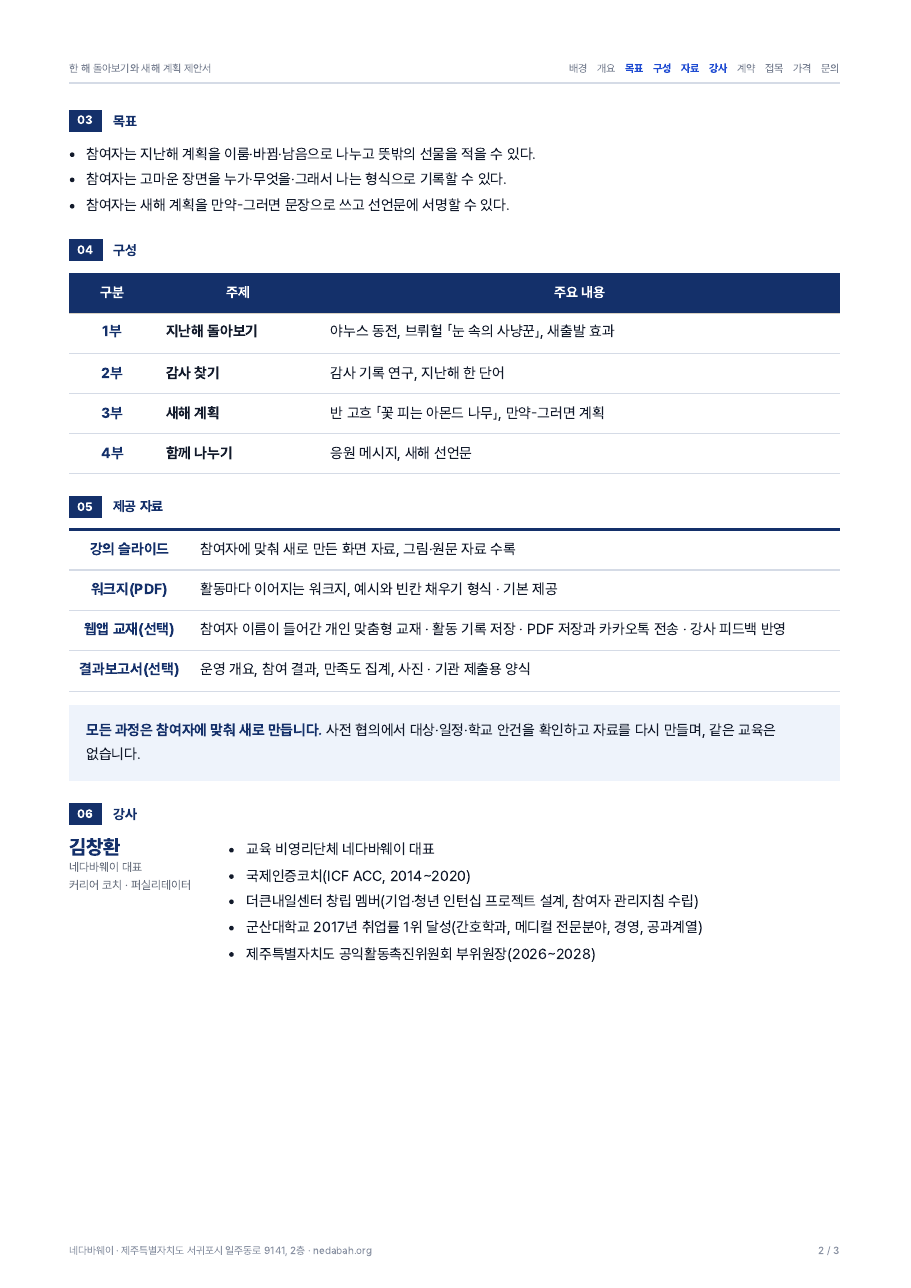 한 해 돌아보기와 새해 계획 제안서
배경 개요 목표 구성 자료 강사 계약 접목 가격 문의
03 목표
• 참여자는 지난해 계획을 이룸·바뀜·남음으로 나누고 뜻밖의 선물을 적을 수 있다.
• 참여자는 고마운 장면을 누가·무엇을·그래서 나는 형식으로 기록할 수 있다.
• 참여자는 새해 계획을 만약-그러면 문장으로 쓰고 선언문에 서명할 수 있다.
04 구성
구분 주제 주요 내용
1부 지난해 돌아보기 야누스 동전, 브뤼헐 「눈 속의 사냥꾼」, 새출발 효과
2부 감사 찾기 감사 기록 연구, 지난해 한 단어
3부 새해 계획 반 고흐 「꽃 피는 아몬드 나무」, 만약-그러면 계획
4부 함께 나누기 응원 메시지, 새해 선언문
05 제공 자료
강의 슬라이드 참여자에 맞춰 새로 만든 화면 자료, 그림·원문 자료 수록
워크지(PDF) 활동마다 이어지는 워크지, 예시와 빈칸 채우기 형식 · 기본 제공
웹앱 교재(선택) 참여자 이름이 들어간 개인 맞춤형 교재 · 활동 기록 저장 · PDF 저장과 카카오톡 전송 · 강사 피드백 반영
결과보고서(선택) 운영 개요, 참여 결과, 만족도 집계, 사진 · 기관 제출용 양식
모든 과정은 참여자에 맞춰 새로 만듭니다. 사전 협의에서 대상·일정·학교 안건을 확인하고 자료를 다시 만들며, 같은 교육은
없습니다.
06 강사
김창환
네다바웨이 대표
커리어 코치 · 퍼실리테이터
• 교육 비영리단체 네다바웨이 대표
• 국제인증코치(ICF ACC, 2014~2020)
• 더큰내일센터 창립 멤버(기업·청년 인턴십 프로젝트 설계, 참여자 관리지침 수립)
• 군산대학교 2017년 취업률 1위 달성(간호학과, 메디컬 전문분야, 경영, 공과계열)
• 제주특별자치도 공익활동촉진위원회 부위원장(2026~2028)
네다바웨이 · 제주특별자치도 서귀포시 일주동로 9141, 2층 · nedabah.org
2 / 3